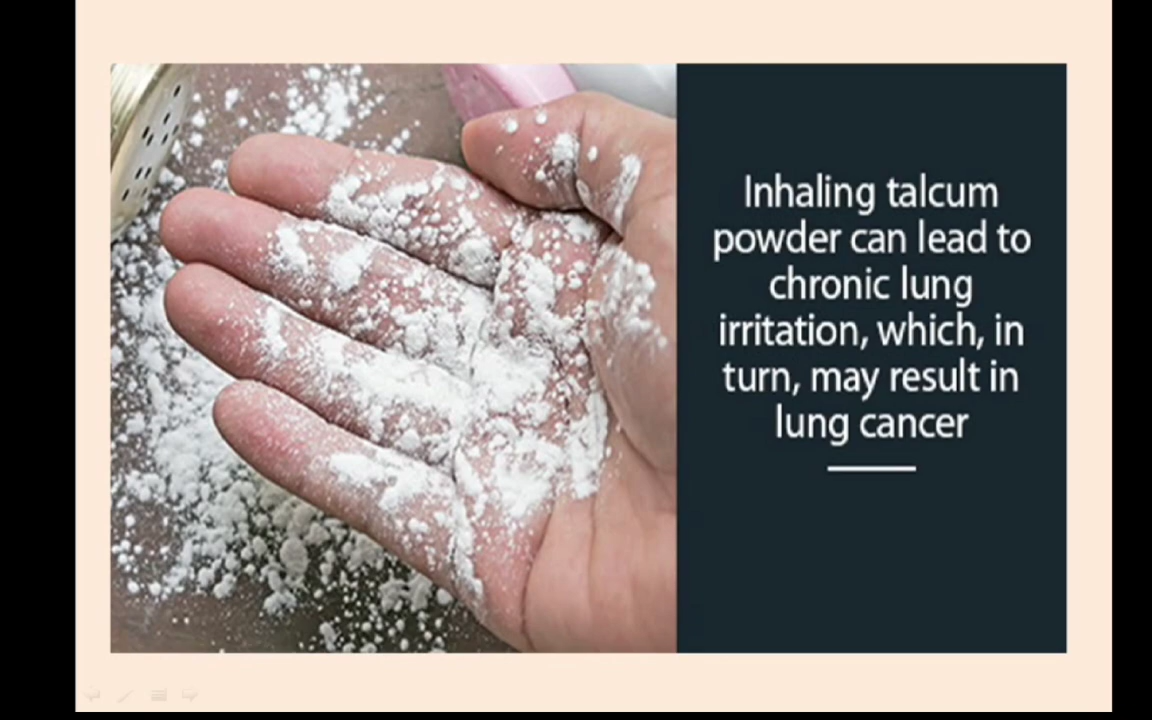 Inhaling talcum
powder can lead to
chronic lung
irritation, which, in
turn, may result in
lung cancer